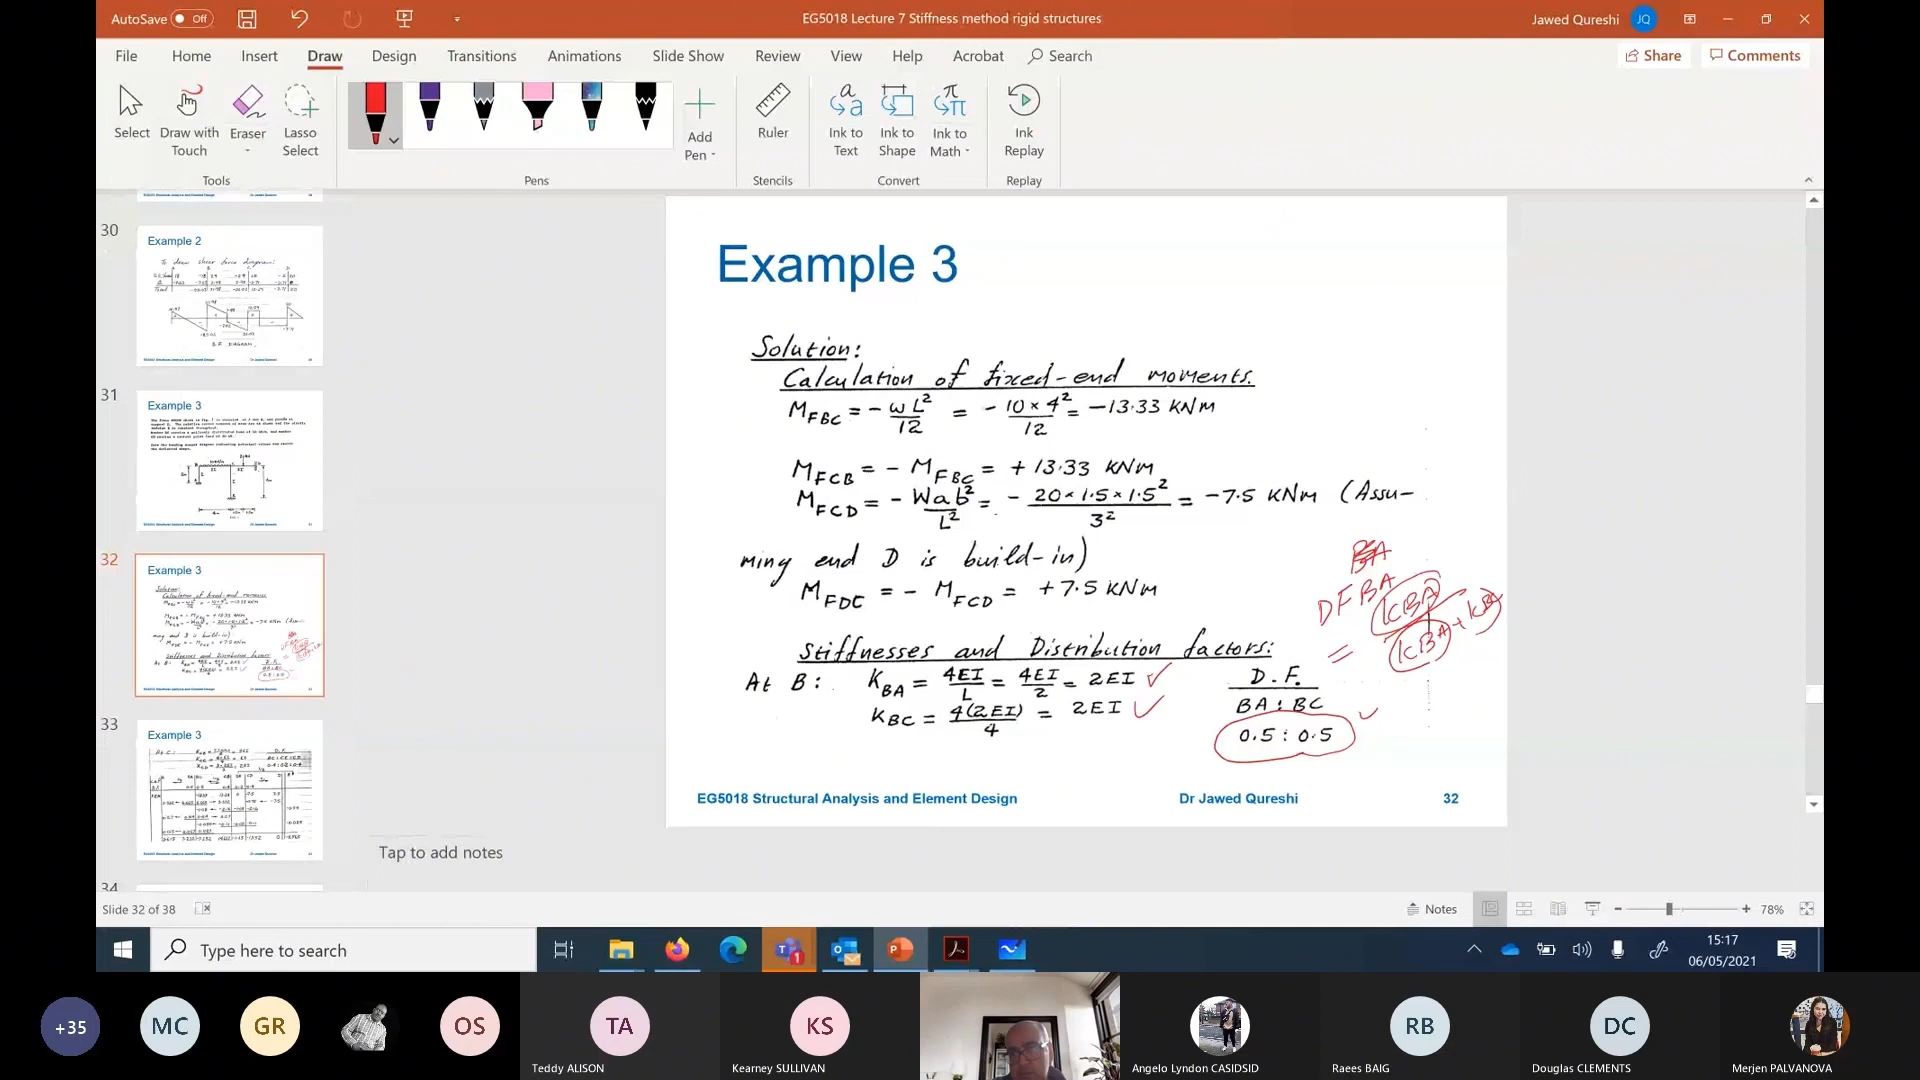 AutoSave Off
EG5018 Lecture 7 Stiffness method rigid structures
Jawed Qureshi JQ
File Home Insert Draw Design Transitions Animations Slide Show Review View Help Acrobat Search
Share Comments
Select Draw with Touch Eraser Lasso Select
Add Pen Ruler Ink to Text Ink to Shape Ink to Math Ink Replay
Tools Pens Stencils Convert Replay
30
Example 2
31
Example 3
32
Example 3
33
Example 3
34
Example 3
Solution:
Calculation of fixed-end moments.
MFBC = - wL²/12 = - 10 × 4²/12 = -13.33 KNm
MFCB = - MFBC = + 13.33 KNm
MFCD = - Wab²/L² = - 20 × 1.5 × 1.5²/3² = -7.5 KNm (Assu-
ming end D is build-in)
MFDC = - MFCD = +7.5 KNm
BA
DFBA
= KBA/KBA + KBC
Stiffnesses and Distribution factors:
At B: KBA = 4EI/L = 4EI/2 = 2EI ✓
KBC = 4(2EI)/4 = 2EI ✓
D.F.
BA : BC
0.5 : 0.5 ✓
EG5018 Structural Analysis and Element Design Dr Jawed Qureshi 32
Tap to add notes
Slide 32 of 38
Notes 78%
Type here to search
15:17
06/05/2021
+35 MC GR OS TA KS RB DC
Teddy ALISON Kearney SULLIVAN Angelo Lyndon CASIDSID Raees BAIG Douglas CLEMENTS Merjen PALVANOVA